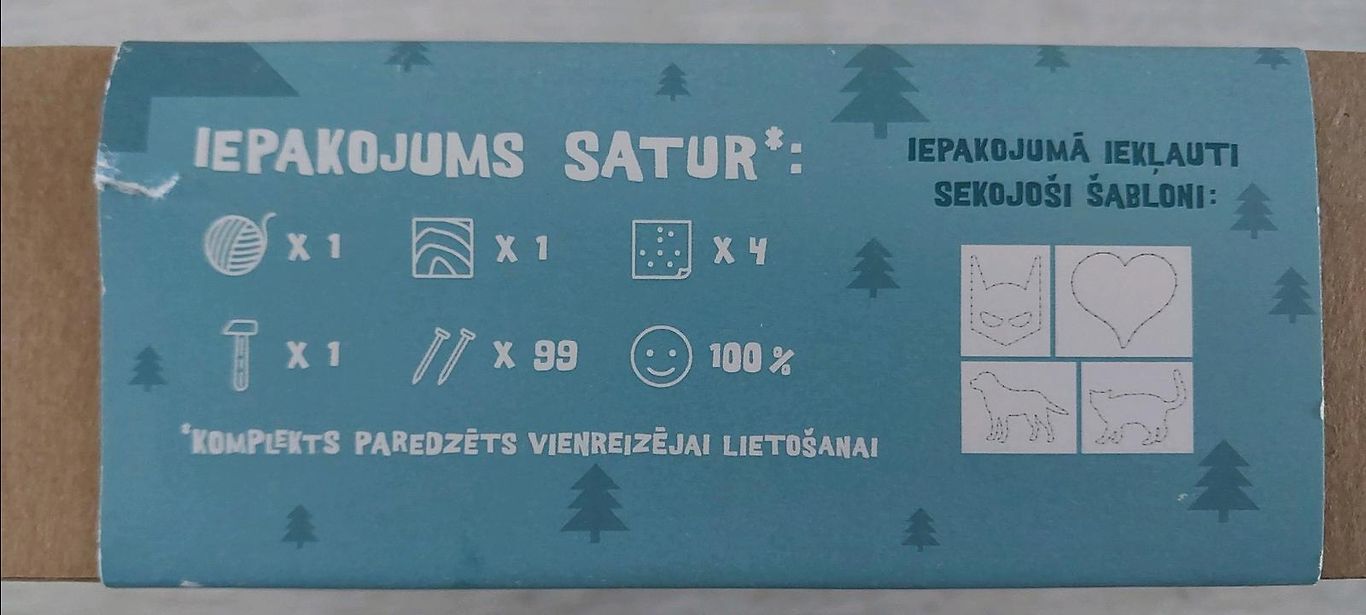 IEPAKOJUMS SATUR*:
X 1
X 1
X 4
X 1
X 99
100%
*KOMPLEKTS PAREDZĒTS VIENREIZĒJAI LIETOŠANAI
IEPAKOJUMĀ IEKĻAUTI
SEKOJOŠI ŠABLONI: